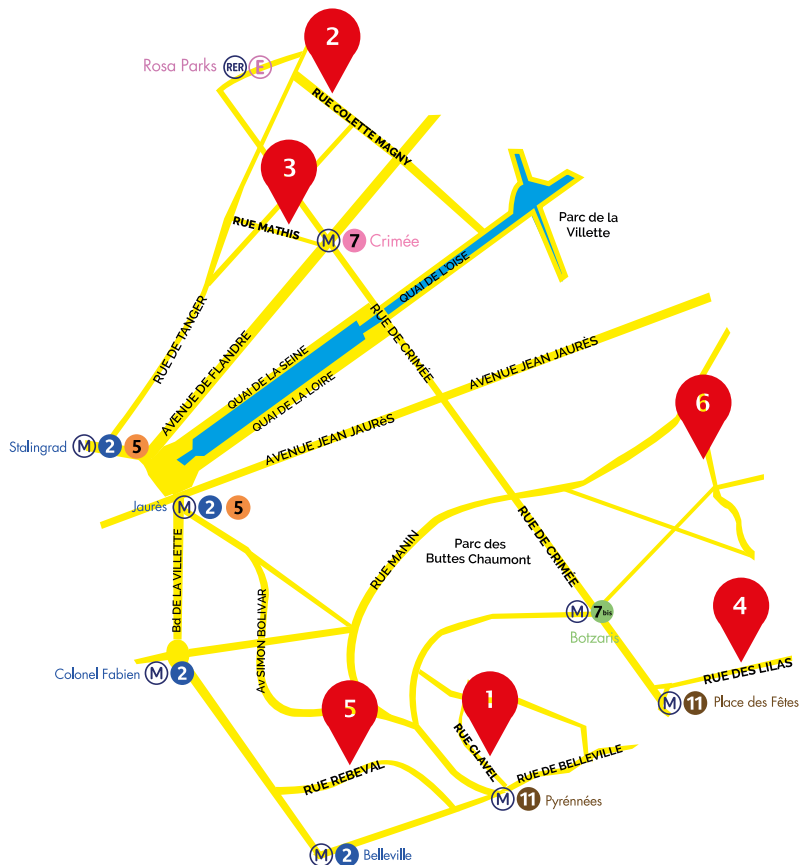 2
Rosa Parks RER E
RUE COLETTE MAGNY
3
RUE MATHIS
M 7 Crimée
Parc de la
Villette
QUAI DE L'OISE
RUE DE TANGER
AVENUE DE FLANDRE
QUAI DE LA SEINE
QUAI DE LA LOIRE
RUE DE CRIMÉE
AVENUE JEAN JAURÈS
AVENUE JEAN JAURèS
6
Stalingrad M 2 5
Jaurès M 2 5
Bd DE LA VILLETTE
RUE MANIN
Parc des
Buttes Chaumont
RUE DE CRIMÉE
M 7bis
Botzaris
4
AV SIMON BOLIVAR
Colonel Fabien M 2
RUE DES LILAS
M 11 Place des Fêtes
5
1
RUE REBEVAL
RUE CLAVEL
RUE DE BELLEVILLE
M 11 Pyrénnées
M 2 Belleville